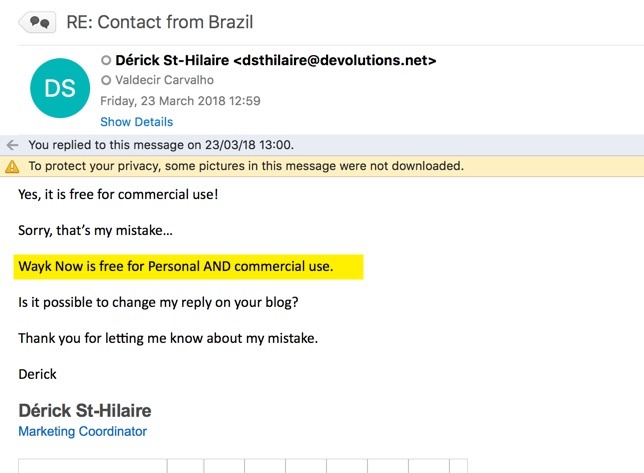 RE: Contact from Brazil
DS
Dérick St-Hilaire <dsthilaire@devolutions.net>
Valdecir Carvalho
Friday, 23 March 2018 12:59
Show Details
You replied to this message on 23/03/18 13:00.
To protect your privacy, some pictures in this message were not downloaded.
Yes, it is free for commercial use!
Sorry, that’s my mistake…
Wayk Now is free for Personal AND commercial use.
Is it possible to change my reply on your blog?
Thank you for letting me know about my mistake.
Derick
Dérick St-Hilaire
Marketing Coordinator